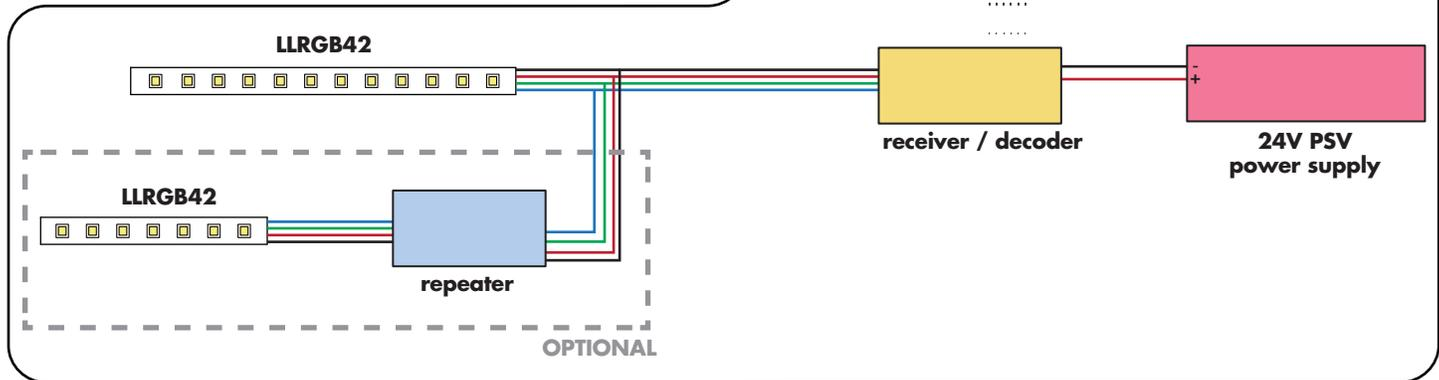 LLRGB42
-
+
receiver / decoder
24V PSV
power supply
LLRGB42
repeater
OPTIONAL